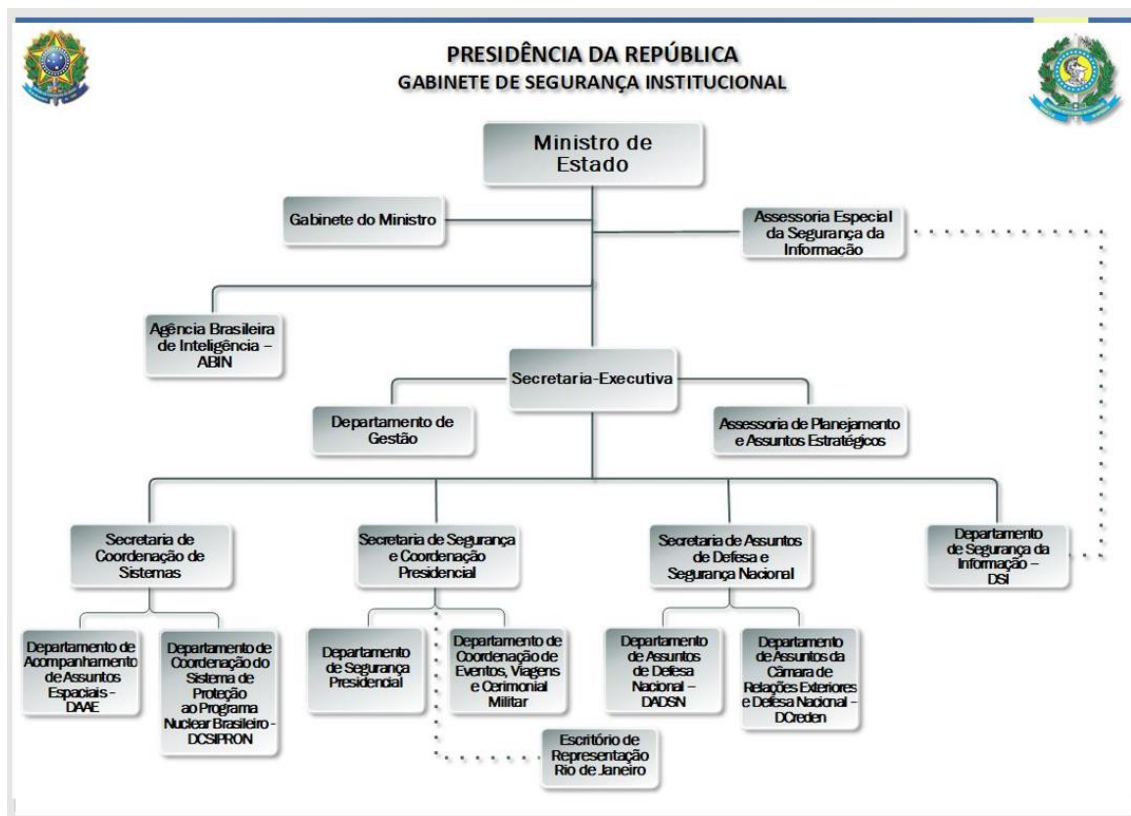 PRESIDÊNCIA DA REPÚBLICA
GABINETE DE SEGURANÇA INSTITUCIONAL
Ministro de
Estado
Gabinete do Ministro
Assessoria Especial
da Segurança da
Informação
Agência Brasileira
de Inteligência –
ABIN
Secretaria-Executiva
Departamento de
Gestão
Assessoria de Planejamento
e Assuntos Estratégicos
Secretaria de
Coordenação de
Sistemas
Secretaria de Segurança
e Coordenação
Presidencial
Secretaria de Assuntos
de Defesa e
Segurança Nacional
Departamento
de Segurança da
Informação –
DSI
Departamento de
Acompanhamento
de Assuntos
Espaciais -
DAAE
Departamento de
Coordenação do
Sistema de
Proteção
ao Programa
Nuclear Brasileiro -
DCSIPRON
Departamento
de Segurança
Presidencial
Departamento de
Coordenação de
Eventos, Viagens
e Cerimonial
Militar
Departamento
de Assuntos
de Defesa
Nacional –
DADSN
Departamento
de Assuntos da
Câmara de
Relações Exteriores
e Defesa Nacional –
DCreden
Escritório de
Representação
Rio de Janeiro